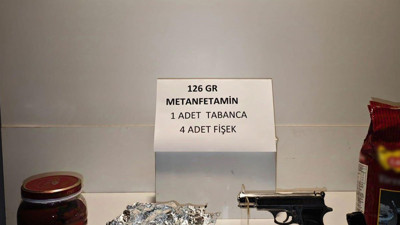 126 GR
METANFETAMİN
1 ADET TABANCA
4 ADET FİŞEK